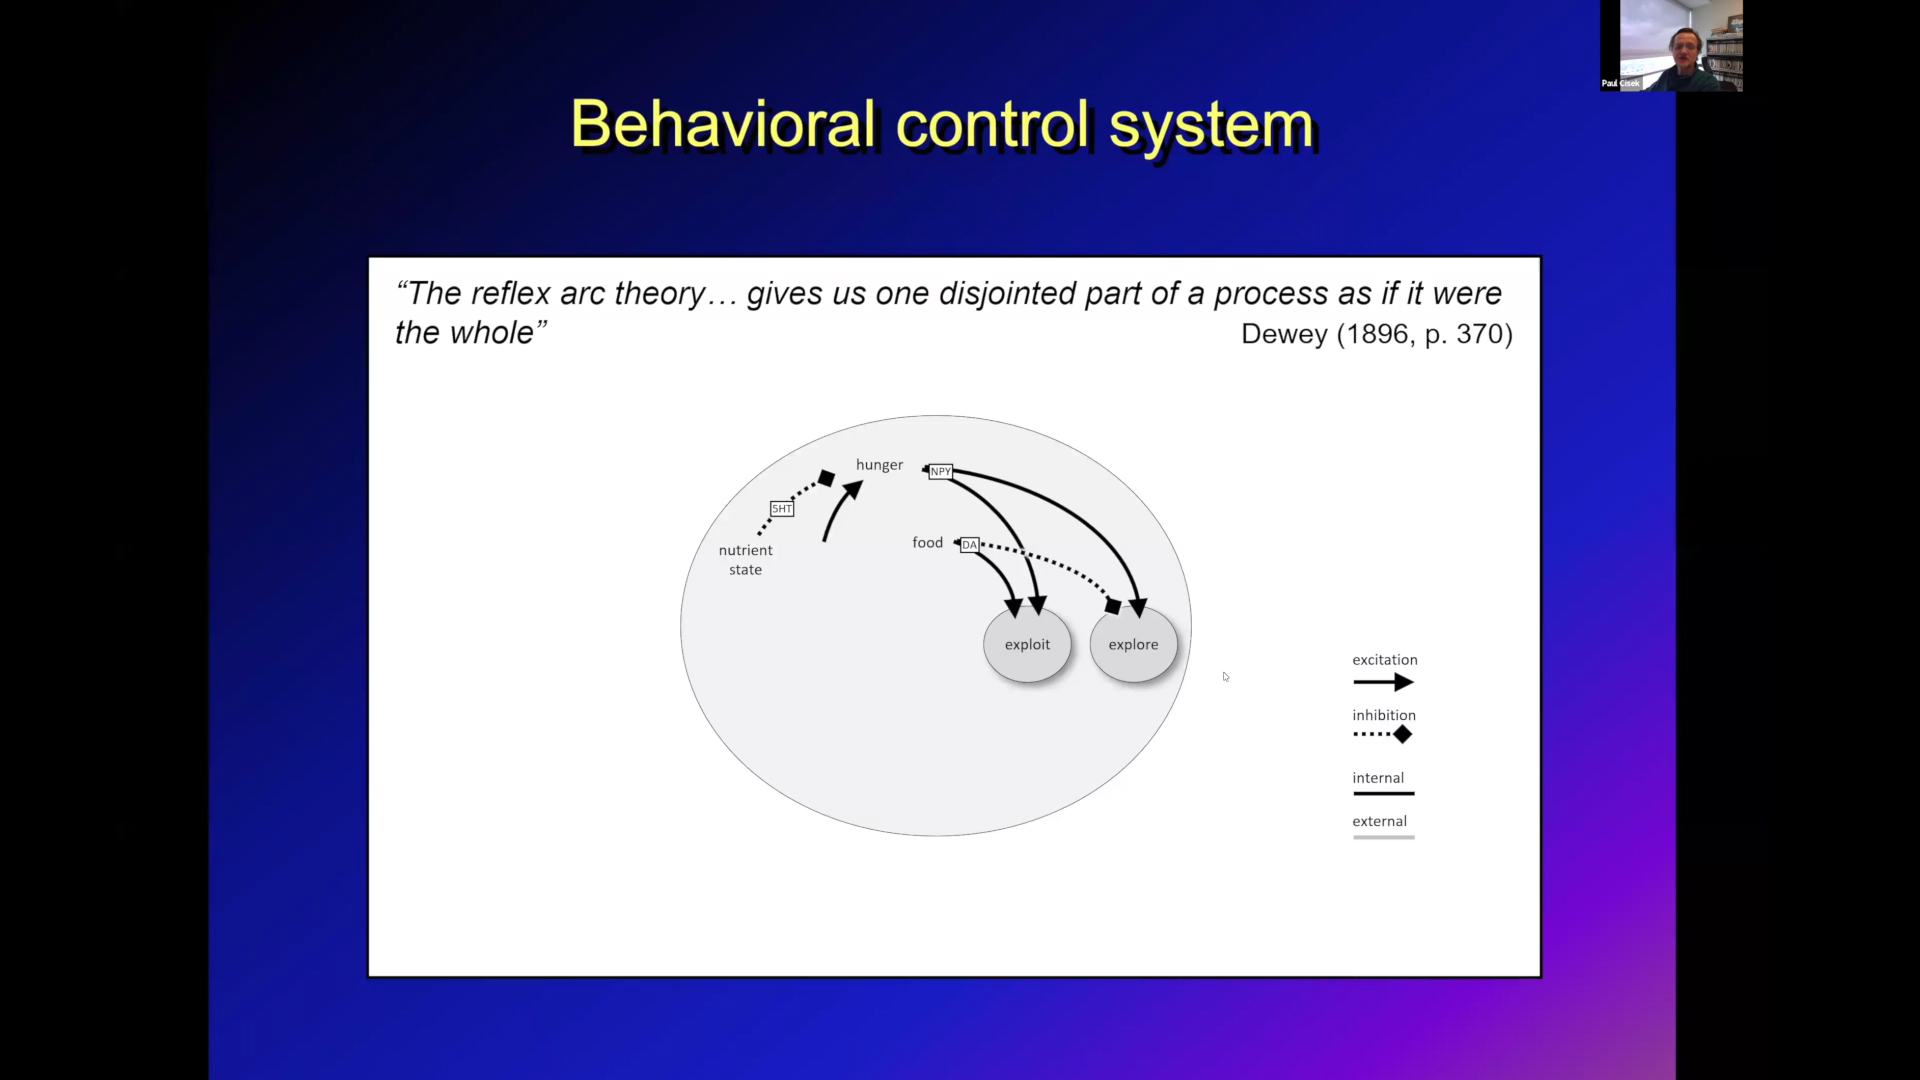 Paul Cisek
Behavioral control system
“The reflex arc theory… gives us one disjointed part of a process as if it were
the whole”
Dewey (1896, p. 370)
hunger
NPY
5HT
nutrient
state
food
DA
exploit
explore
excitation
inhibition
internal
external